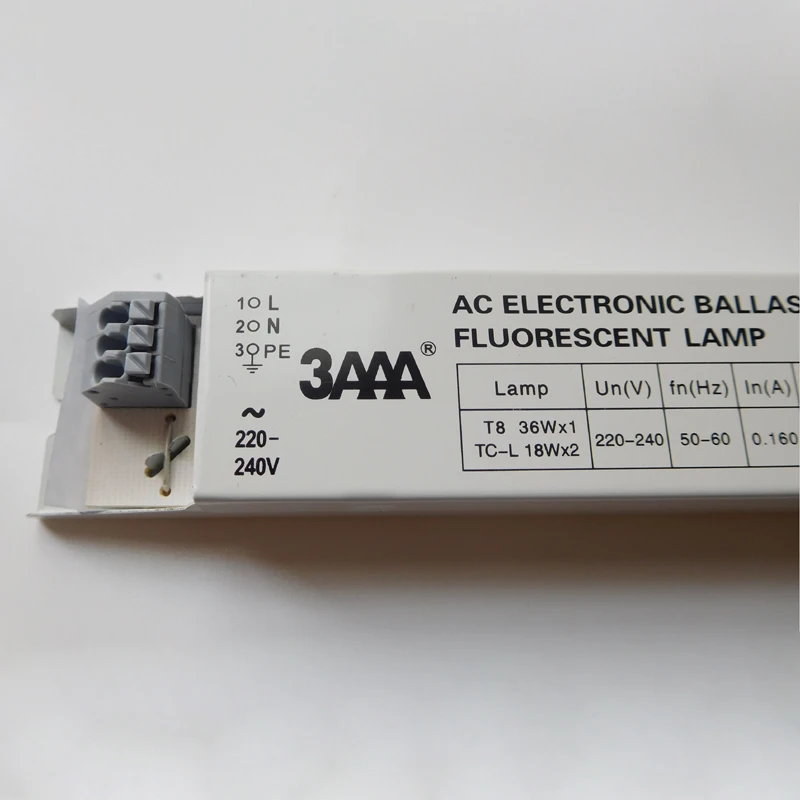 1 L
2 N
3 PE
~
220-
240V
3AAA®
AC ELECTRONIC
FLUORESCENT LAMP
Lamp Un(V) fn(Hz) In(A)
T8 36Wx1
TC-L 18Wx2
220-240 50-60 0.160